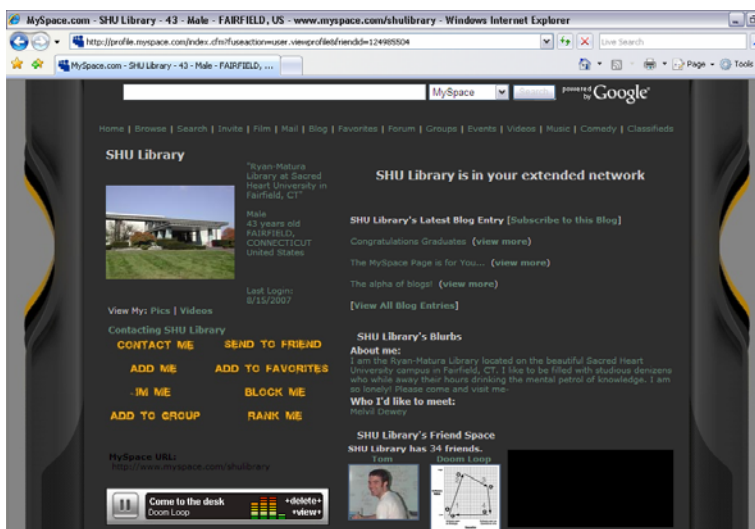 MySpace.com - SHU Library - 43 - Male - FAIRFIELD, US - www.myspace.com/shulibrary - Windows Internet Explorer
http://profile.myspace.com/index.cfm?fuseaction=user.viewprofile&friendid=124985504
Live Search
MySpace.com - SHU Library - 43 - Male - FAIRFIELD, ...
Page
Tools
MySpace
Search
powered by Google
Home | Browse | Search | Invite | Film | Mail | Blog | Favorites | Forum | Groups | Events | Videos | Music | Comedy | Classifieds
SHU Library
"Ryan-Matura
Library at Sacred
Heart University in
Fairfield, CT"
Male
43 years old
FAIRFIELD,
CONNECTICUT
United States
Last Login:
8/15/2007
View My: Pics | Videos
Contacting SHU Library
CONTACT ME
SEND TO FRIEND
ADD ME
ADD TO FAVORITES
IM ME
BLOCK ME
ADD TO GROUP
RANK ME
MySpace URL:
http://www.myspace.com/shulibrary
Come to the desk
Doom Loop
+delete+
+view+
SHU Library is in your extended network
SHU Library's Latest Blog Entry [Subscribe to this Blog]
Congratulations Graduates (view more)
The MySpace Page is for You... (view more)
The alpha of blogs! (view more)
[View All Blog Entries]
SHU Library's Blurbs
About me:
I am the Ryan-Matura Library located on the beautiful Sacred Heart
University campus in Fairfield, CT. I like to be filled with studious denizens
who while away their hours drinking the mental petrol of knowledge. I am
so lonely! Please come and visit me-
Who I'd like to meet:
Melvil Dewey
SHU Library's Friend Space
SHU Library has 34 friends.
Tom
Doom Loop